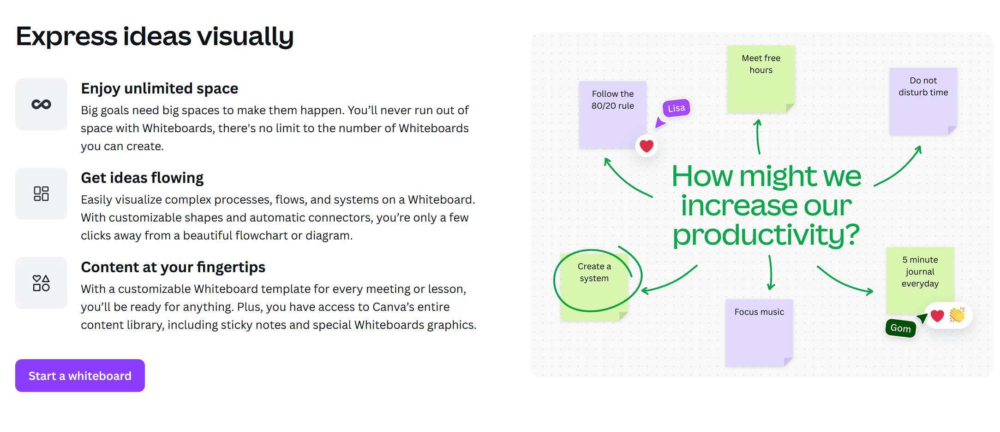 Express ideas visually
Enjoy unlimited space
Big goals need big spaces to make them happen. You’ll never run out of
space with Whiteboards, there's no limit to the number of Whiteboards
you can create.
Get ideas flowing
Easily visualize complex processes, flows, and systems on a Whiteboard.
With customizable shapes and automatic connectors, you’re only a few
clicks away from a beautiful flowchart or diagram.
Content at your fingertips
With a customizable Whiteboard template for every meeting or lesson,
you’ll be ready for anything. Plus, you have access to Canva’s entire
content library, including sticky notes and special Whiteboards graphics.
Start a whiteboard
Meet free
hours
Do not
disturb time
Follow the
80/20 rule
Lisa
How might we
increase our
productivity?
Create a
system
5 minute
journal
everyday
Focus music
Gom